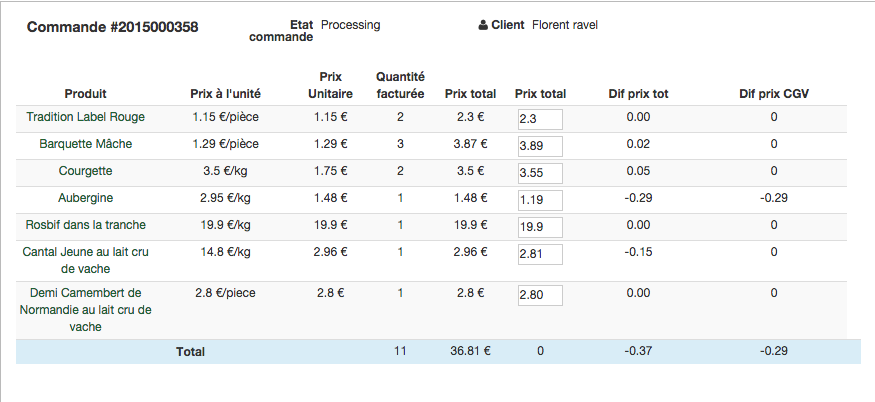 Commande #2015000358 Etat commande Processing Client Florent ravel
Produit Prix à l'unité Prix Unitaire Quantité facturée Prix total Prix total Dif prix tot Dif prix CGV
Tradition Label Rouge 1.15 €/pièce 1.15 € 2 2.3 € 2.3 0.00 0
Barquette Mâche 1.29 €/pièce 1.29 € 3 3.87 € 3.89 0.02 0
Courgette 3.5 €/kg 1.75 € 2 3.5 € 3.55 0.05 0
Aubergine 2.95 €/kg 1.48 € 1 1.48 € 1.19 -0.29 -0.29
Rosbif dans la tranche 19.9 €/kg 19.9 € 1 19.9 € 19.9 0.00 0
Cantal Jeune au lait cru 14.8 €/kg 2.96 € 1 2.96 € 2.81 -0.15 0
de vache
Demi Camembert de 2.8 €/piece 2.8 € 1 2.8 € 2.80 0.00 0
Normandie au lait cru de
vache
Total 11 36.81 € 0 -0.37 -0.29